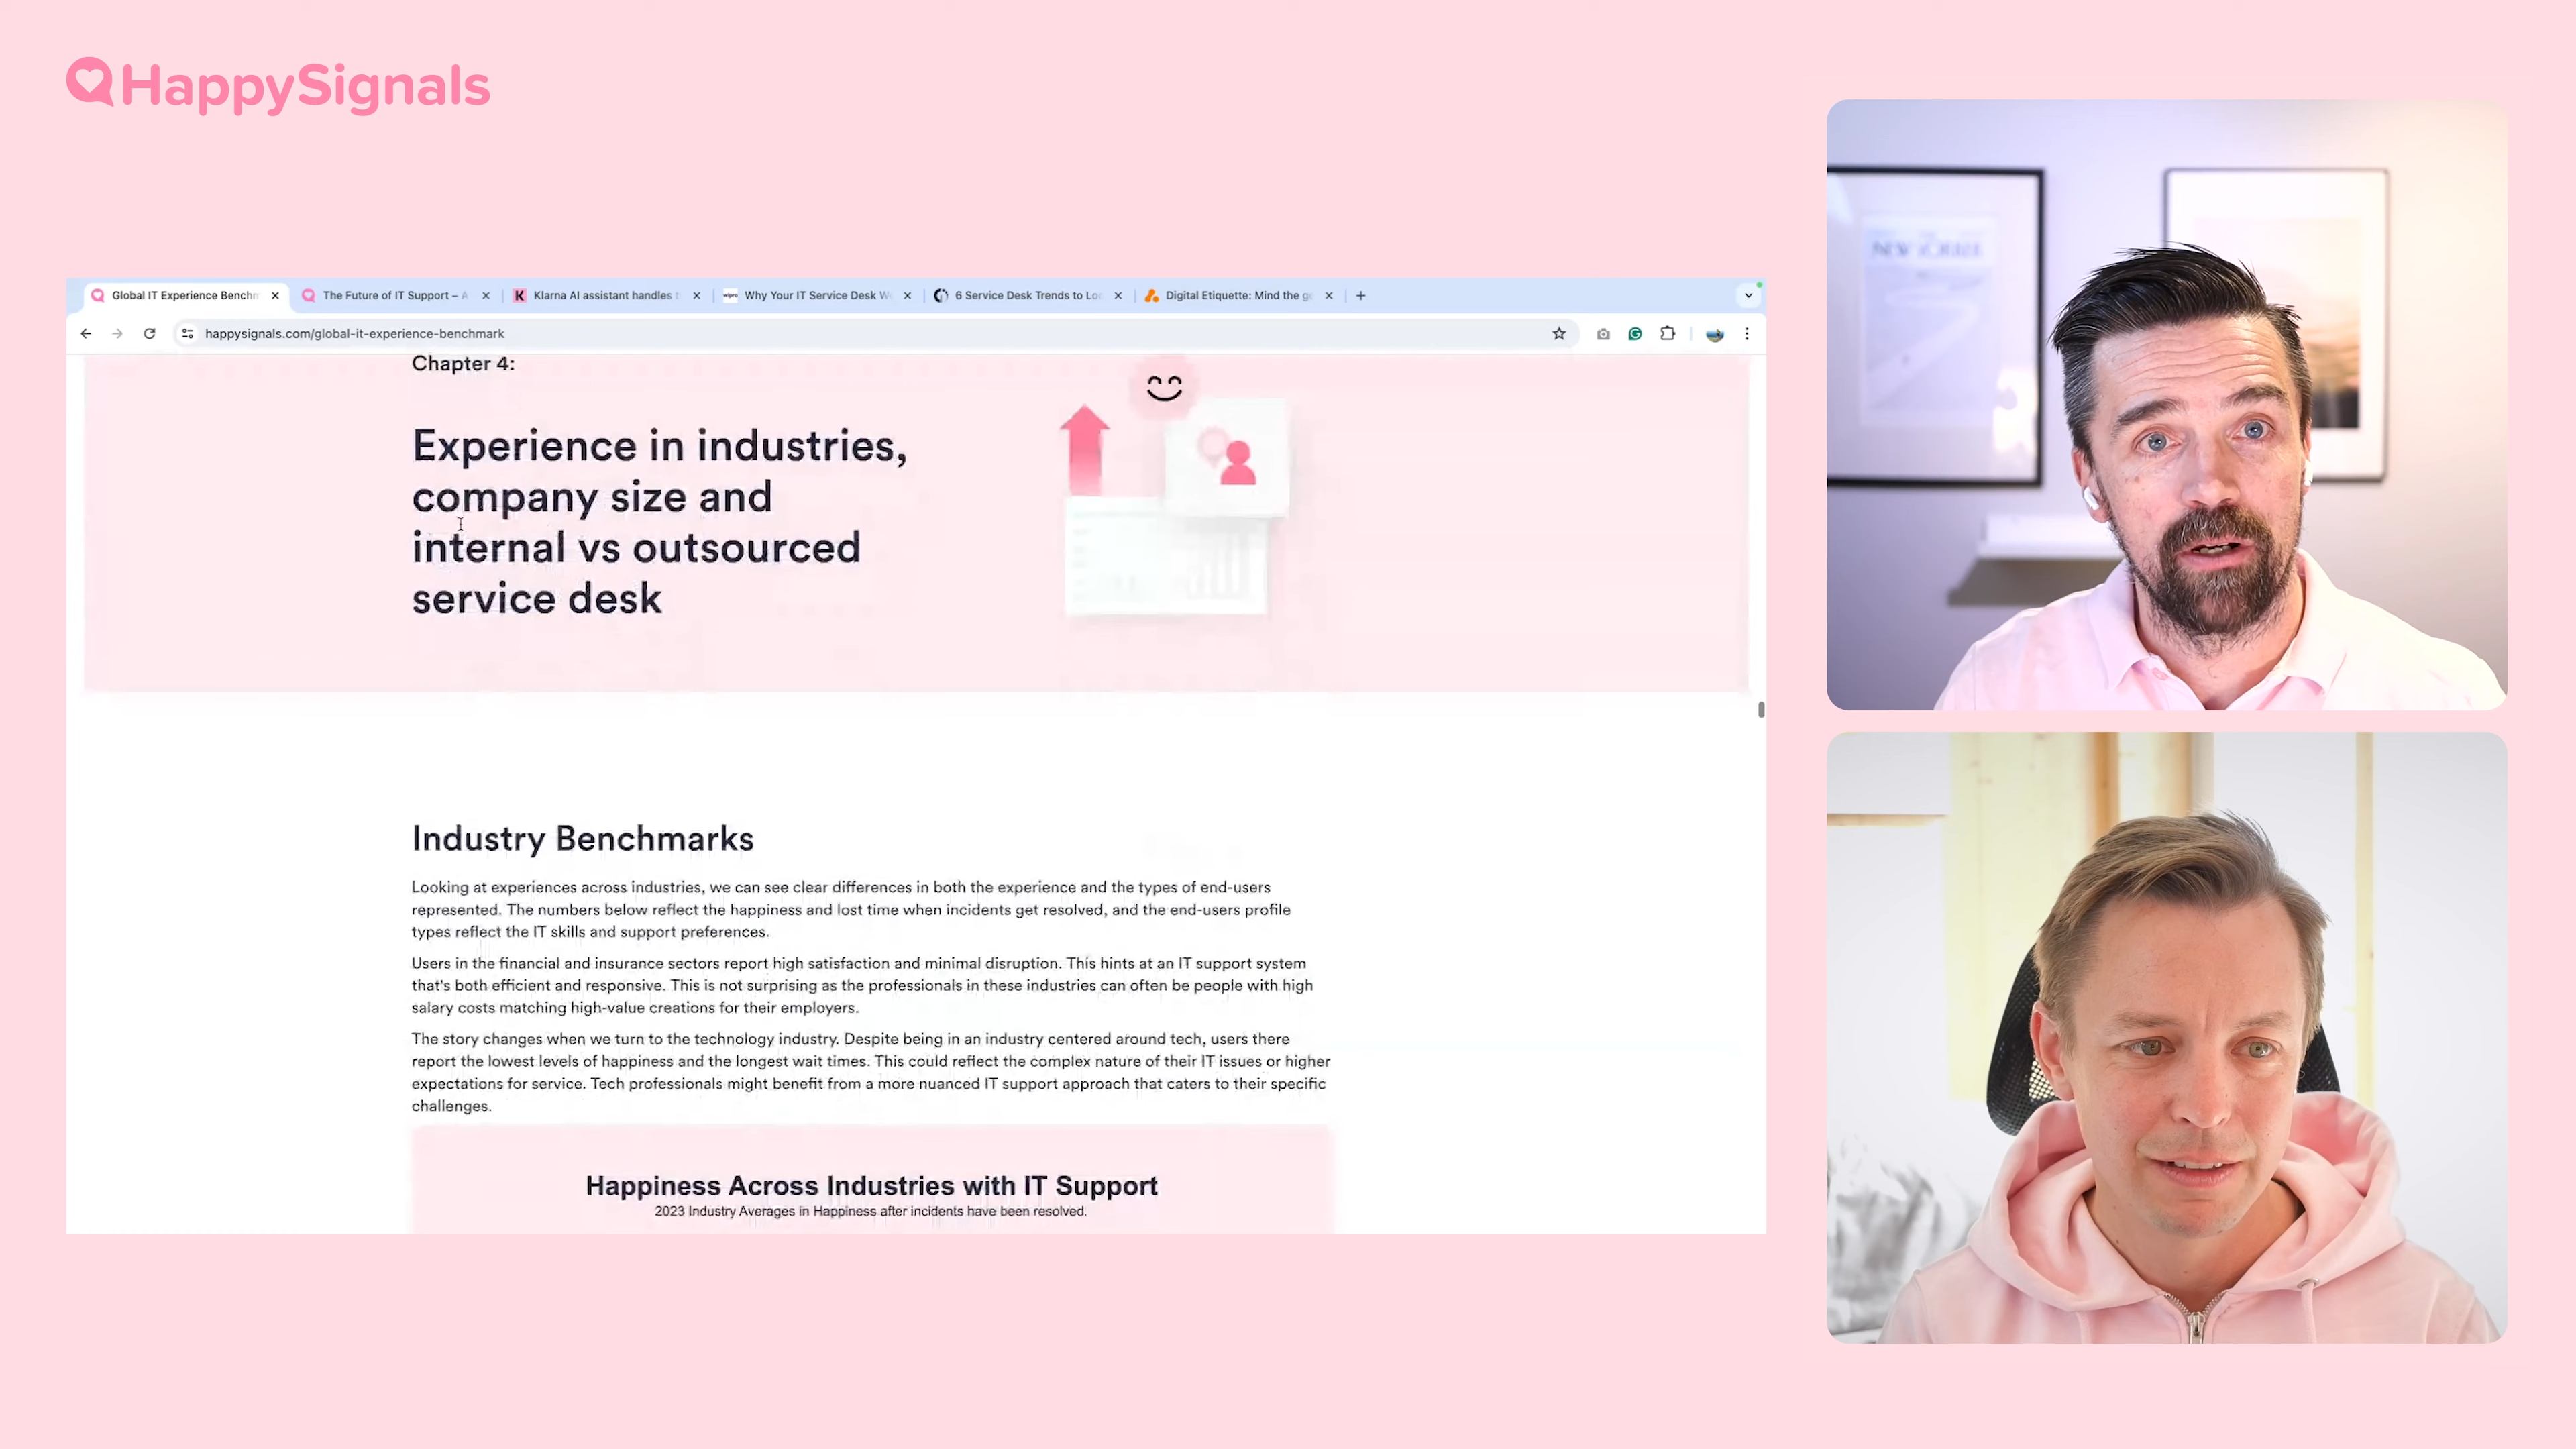 HappySignals
Global IT Experience Benchm
The Future of IT Support – A
Klarna AI assistant handles t
Why Your IT Service Desk W
6 Service Desk Trends to Lo
Digital Etiquette: Mind the g
happysignals.com/global-it-experience-benchmark
Chapter 4:
Experience in industries,
company size and
internal vs outsourced
service desk
Industry Benchmarks
Looking at experiences across industries, we can see clear differences in both the experience and the types of end-users
represented. The numbers below reflect the happiness and lost time when incidents get resolved, and the end-users profile
types reflect the IT skills and support preferences.
Users in the financial and insurance sectors report high satisfaction and minimal disruption. This hints at an IT support system
that's both efficient and responsive. This is not surprising as the professionals in these industries can often be people with high
salary costs matching high-value creations for their employers.
The story changes when we turn to the technology industry. Despite being in an industry centered around tech, users there
report the lowest levels of happiness and the longest wait times. This could reflect the complex nature of their IT issues or higher
expectations for service. Tech professionals might benefit from a more nuanced IT support approach that caters to their specific
challenges.
Happiness Across Industries with IT Support
2023 Industry Averages in Happiness after incidents have been resolved.
NEW YORKER